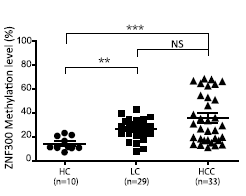 ***
NS
**
ZNF300 Methylation level (%)
100
80
60
40
20
0
HC LC HCC
(n=10) (n=29) (n=33)